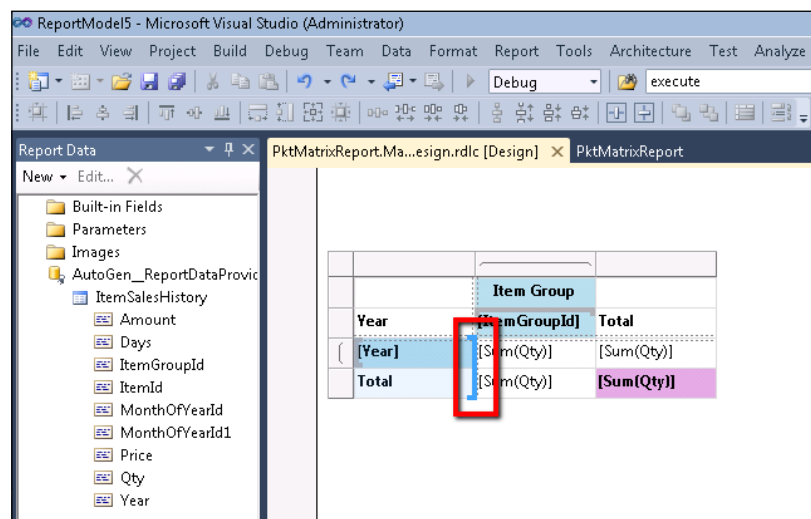 ReportModel5 - Microsoft Visual Studio (Administrator)
File Edit View Project Build Debug Team Data Format Report Tools Architecture Test Analyze
Debug execute
Report Data PktMatrixReport.Ma...esign.rdlc [Design] PktMatrixReport
New Edit...
Built-in Fields
Parameters
Images
AutoGen__ReportDataProvic
ItemSalesHistory
Amount
Days
ItemGroupId
ItemId
MonthOfYearId
MonthOfYearId1
Price
Qty
Year
Item Group
Year [ItemGroupId] Total
[Year] [Sum(Qty)] [Sum(Qty)]
Total [Sum(Qty)] [Sum(Qty)]